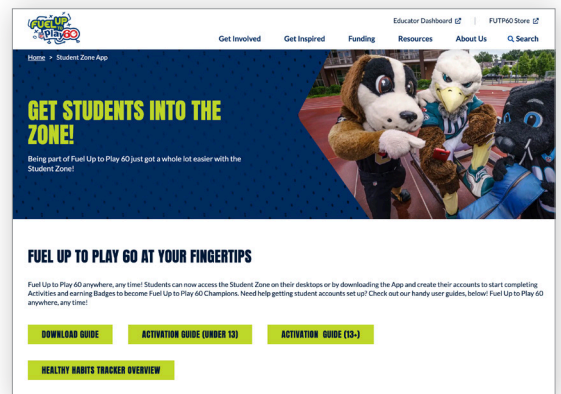 FUEL UP
to
Play 60
Educator Dashboard | FUTP60 Store
Get Involved Get Inspired Funding Resources About Us Search
Home > Student Zone App
GET STUDENTS INTO THE
ZONE!
Being part of Fuel Up to Play 60 just got a whole lot easier with the
Student Zone!
FUEL UP TO PLAY 60 AT YOUR FINGERTIPS
Fuel Up to Play 60 anywhere, any time! Students can now access the Student Zone on their desktops or by downloading the App and create their accounts to start completing
Activities and earning Badges to become Fuel Up to Play 60 Champions. Need help getting student accounts set up? Check out our handy user guides, below! Fuel Up to Play 60
anywhere, any time!
DOWNLOAD GUIDE ACTIVATION GUIDE (UNDER 13) ACTIVATION GUIDE (13+)
HEALTHY HABITS TRACKER OVERVIEW